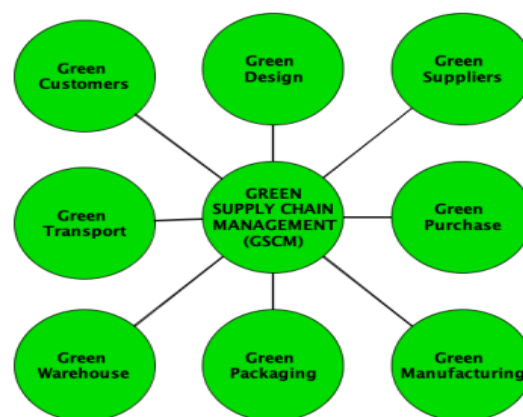 Green
Customers
Green
Design
Green
Suppliers
Green
Transport
GREEN
SUPPLY CHAIN
MANAGEMENT
(GSCM)
Green
Purchase
Green
Warehouse
Green
Packaging
Green
Manufacturing